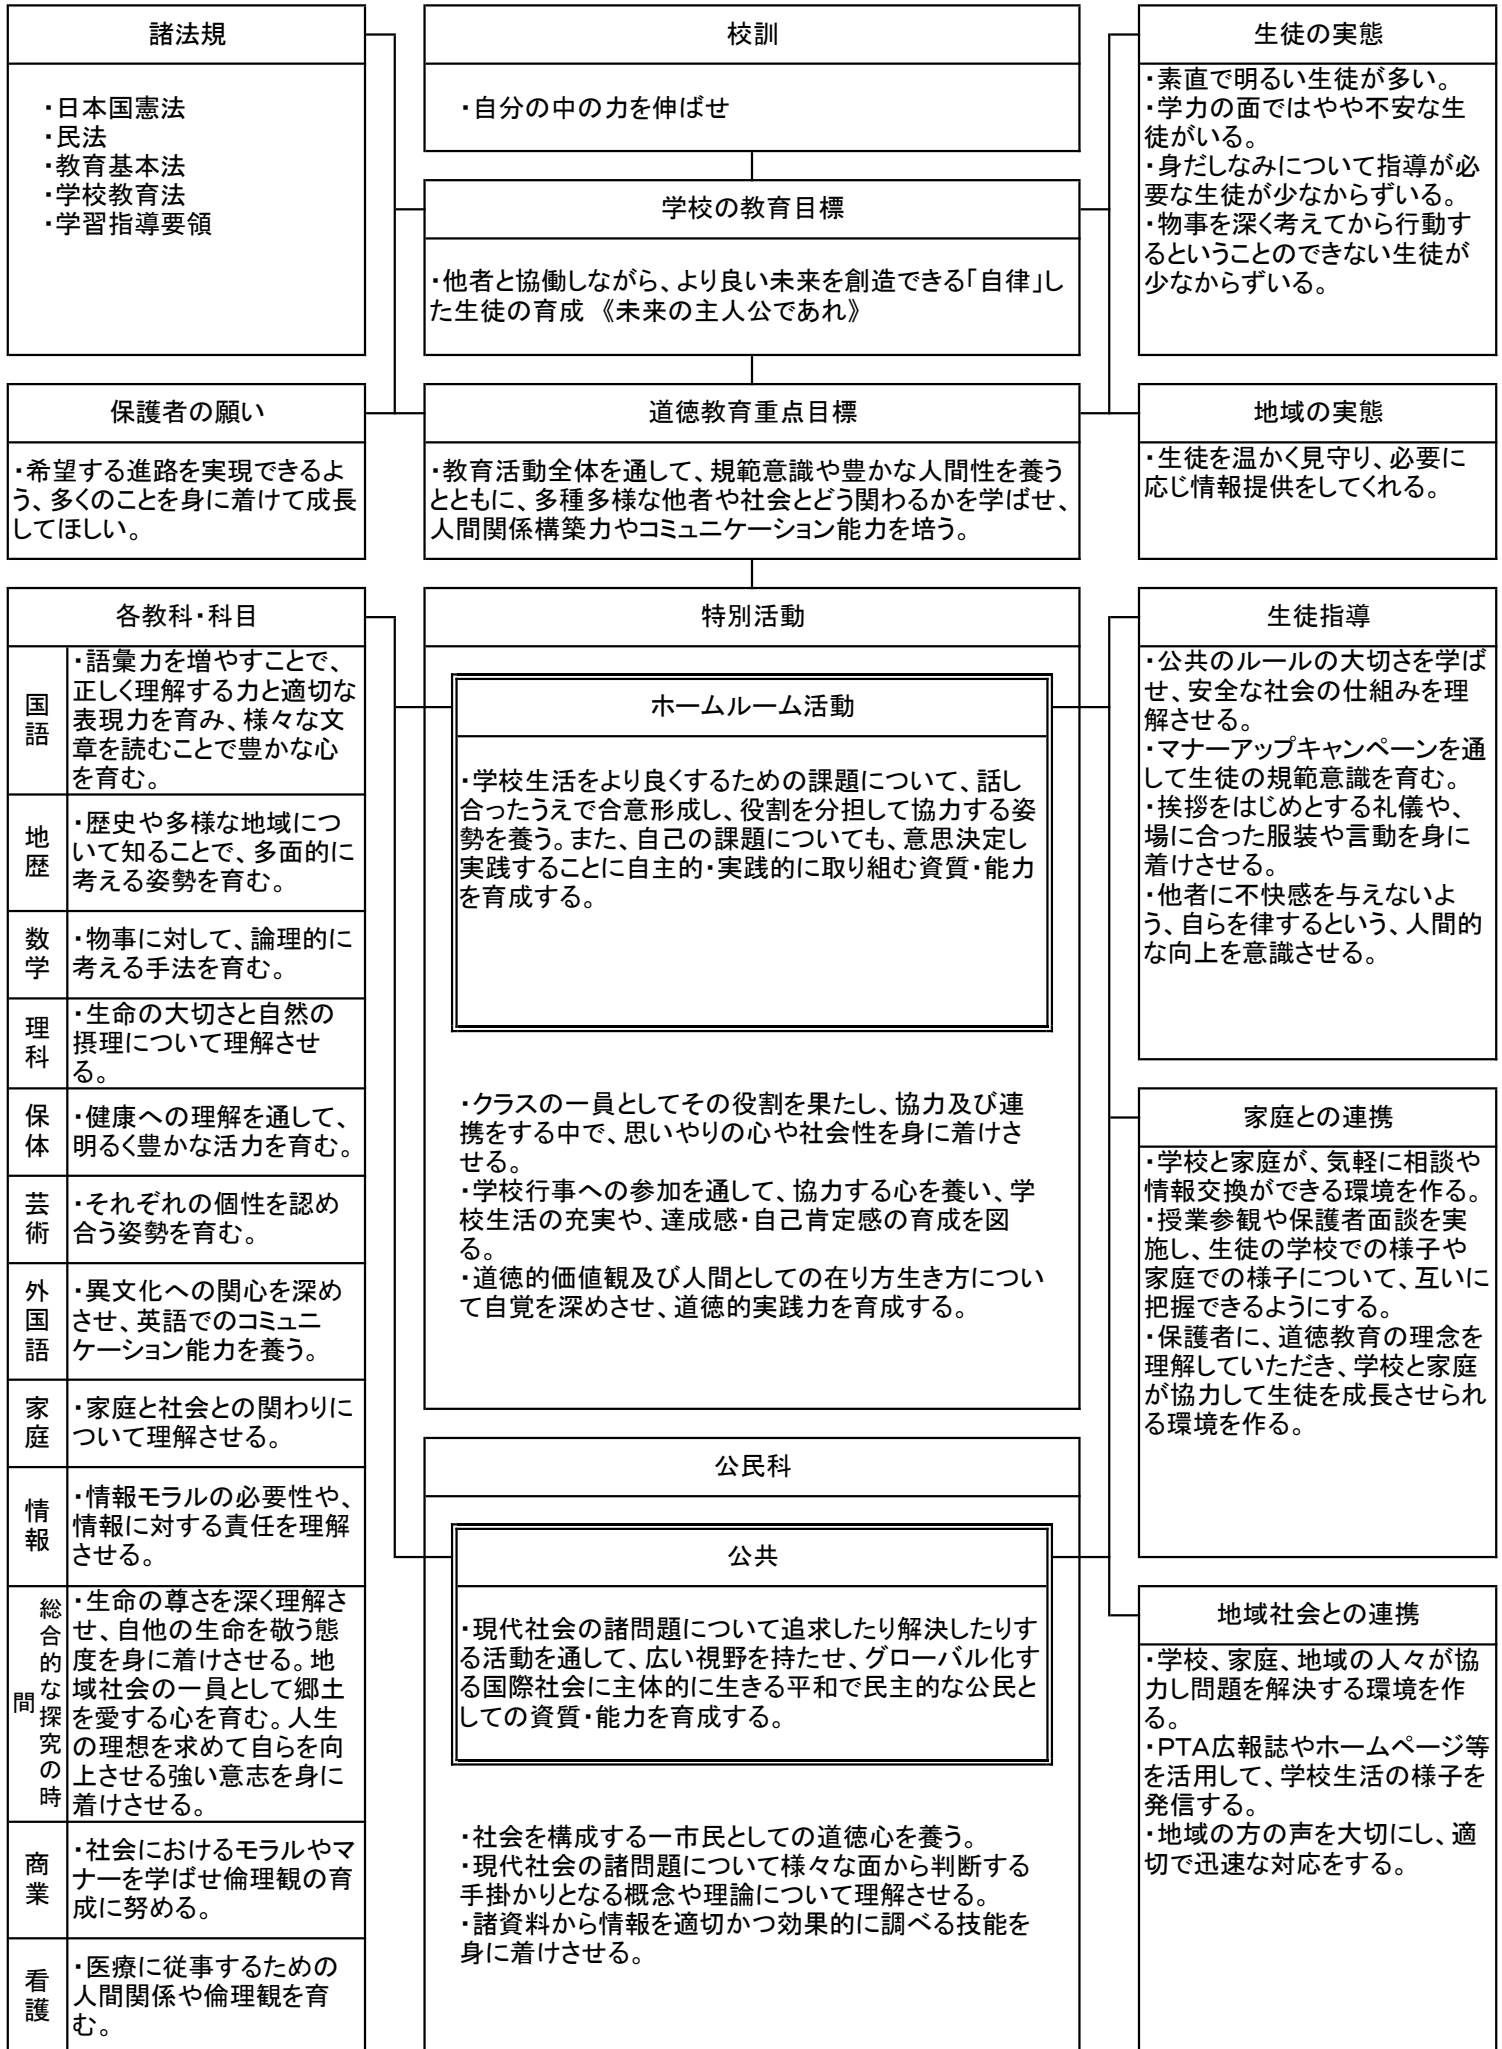 諸法規
・日本国憲法
・民法
・教育基本法
・学校教育法
・学習指導要領
校訓
・自分の中の力を伸ばせ
学校の教育目標
・他者と協働しながら、より良い未来を創造できる「自律」し
た生徒の育成 《未来の主人公であれ》
生徒の実態
・素直で明るい生徒が多い。
・学力の面ではやや不安な生
徒がいる。
・身だしなみについて指導が必
要な生徒が少なからずいる。
・物事を深く考えてから行動す
るということのできない生徒が
少なからずいる。
保護者の願い
・希望する進路を実現できるよ
う、多くのことを身に着けて成長
してほしい。
道徳教育重点目標
・教育活動全体を通して、規範意識や豊かな人間性を養う
とともに、多種多様な他者や社会とどう関わるかを学ばせ、
人間関係構築力やコミュニケーション能力を培う。
地域の実態
・生徒を温かく見守り、必要に
応じ情報提供をしてくれる。
各教科・科目
国語
・語彙力を増やすことで、
正しく理解する力と適切な
表現力を育み、様々な文
章を読むことで豊かな心
を育む。
地歴
・歴史や多様な地域につ
いて知ることで、多面的に
考える姿勢を育む。
数学
・物事に対して、論理的に
考える手法を育む。
理科
・生命の大切さと自然の
摂理について理解させ
る。
保体
・健康への理解を通して、
明るく豊かな活力を育む。
芸術
・それぞれの個性を認め
合う姿勢を育む。
外国語
・異文化への関心を深め
させ、英語でのコミュニ
ケーション能力を養う。
家庭
・家庭と社会との関わりに
ついて理解させる。
情報
・情報モラルの必要性や、
情報に対する責任を理解
させる。
総合的な探究の時
間
・生命の尊さを深く理解さ
せ、自他の生命を敬う態
度を身に着けさせる。地
域社会の一員として郷土
を愛する心を育む。人生
の理想を求めて自らを向
上させる強い意志を身に
着けさせる。
商業
・社会におけるモラルやマ
ナーを学ばせ倫理観の育
成に努める。
看護
・医療に従事するための
人間関係や倫理観を育
む。
特別活動
ホームルーム活動
・学校生活をより良くするための課題について、話し
合ったうえで合意形成し、役割を分担して協力する姿
勢を養う。また、自己の課題についても、意思決定し
実践することに自主的・実践的に取り組む資質・能力
を育成する。
・クラスの一員としてその役割を果たし、協力及び連
携をする中で、思いやりの心や社会性を身に着けさ
せる。
・学校行事への参加を通して、協力する心を養い、学
校生活の充実や、達成感・自己肯定感の育成を図
る。
・道徳的価値観及び人間としての在り方生き方につい
て自覚を深めさせ、道徳的実践力を育成する。
公民科
公共
・現代社会の諸問題について追求したり解決したりす
る活動を通して、広い視野を持たせ、グローバル化す
る国際社会に主体的に生きる平和で民主的な公民と
しての資質・能力を育成する。
・社会を構成する一市民としての道徳心を養う。
・現代社会の諸問題について様々な面から判断する
手掛かりとなる概念や理論について理解させる。
・諸資料から情報を適切かつ効果的に調べる技能を
身に着けさせる。
生徒指導
・公共のルールの大切さを学ば
せ、安全な社会の仕組みを理
解させる。
・マナーアップキャンペーンを通
して生徒の規範意識を育む。
・挨拶をはじめとする礼儀や、
場に合った服装や言動を身に
着けさせる。
・他者に不快感を与えないよ
う、自らを律するという、人間的
な向上を意識させる。
家庭との連携
・学校と家庭が、気軽に相談や
情報交換ができる環境を作る。
・授業参観や保護者面談を実
施し、生徒の学校での様子や
家庭での様子について、互いに
把握できるようにする。
・保護者に、道徳教育の理念を
理解していただき、学校と家庭
が協力して生徒を成長させられ
る環境を作る。
地域社会との連携
・学校、家庭、地域の人々が協
力し問題を解決する環境を作
る。
・PTA広報誌やホームページ等
を活用して、学校生活の様子を
発信する。
・地域の方の声を大切にし、適
切で迅速な対応をする。